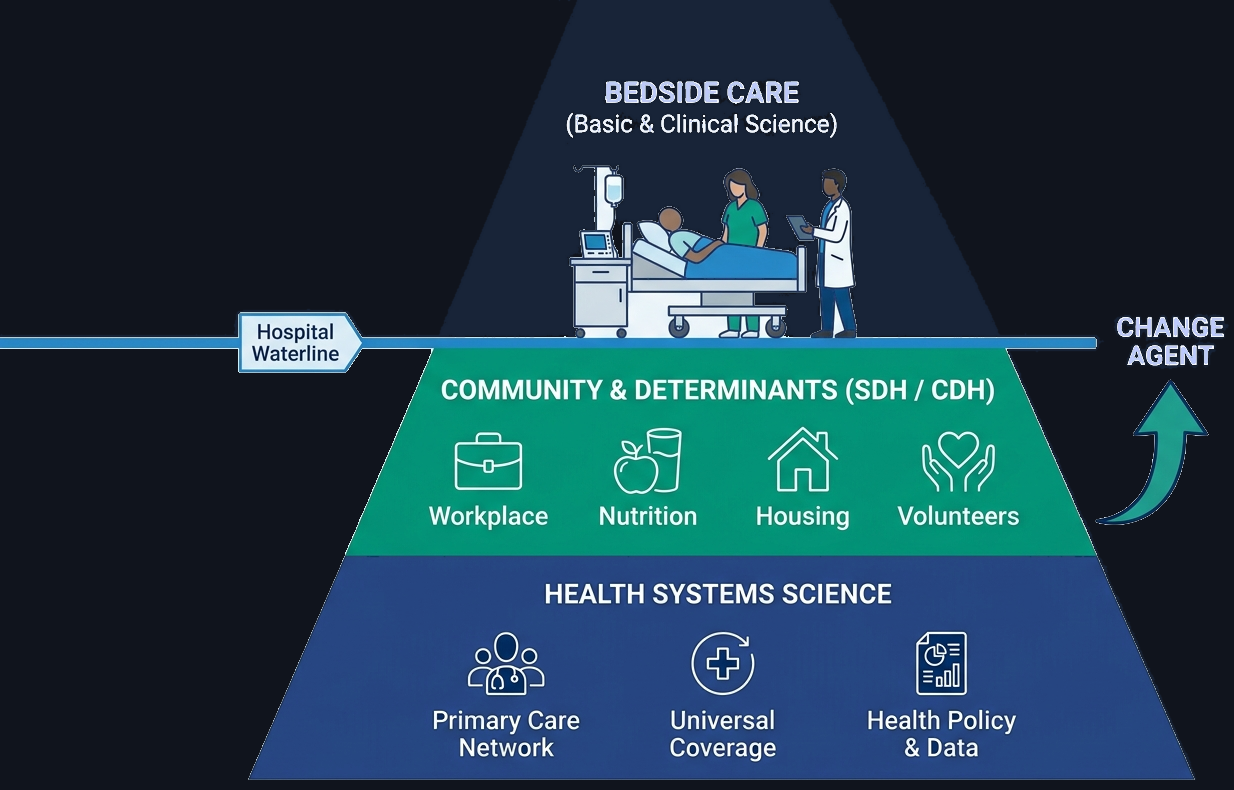 BEDSIDE CARE
(Basic & Clinical Science)
Hospital
Waterline
CHANGE
AGENT
COMMUNITY & DETERMINANTS (SDH / CDH)
Workplace
Nutrition
Housing
Volunteers
HEALTH SYSTEMS SCIENCE
Primary Care
Network
Universal
Coverage
Health Policy
& Data